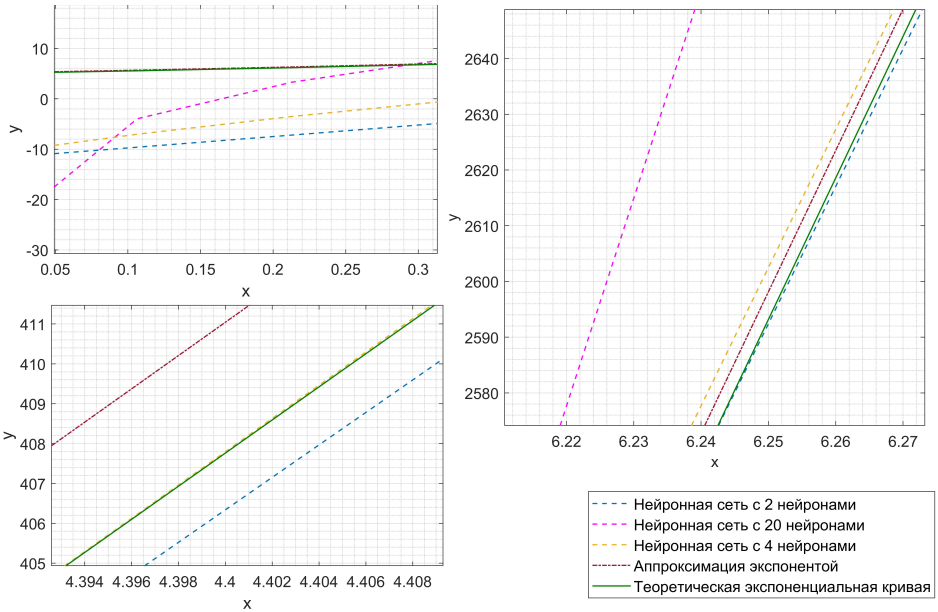 10
0
-10
-20
-30
y
0.05 0.1 0.15 0.2 0.25 0.3
x
2640
2630
2620
2610
2600
2590
2580
y
6.22 6.23 6.24 6.25 6.26 6.27
x
411
410
409
408
407
406
405
y
4.394 4.396 4.398 4.4 4.402 4.404 4.406 4.408
x
Нейронная сеть с 2 нейронами
Нейронная сеть с 20 нейронами
Нейронная сеть с 4 нейронами
Аппроксимация экспонентой
Теоретическая экспоненциальная кривая